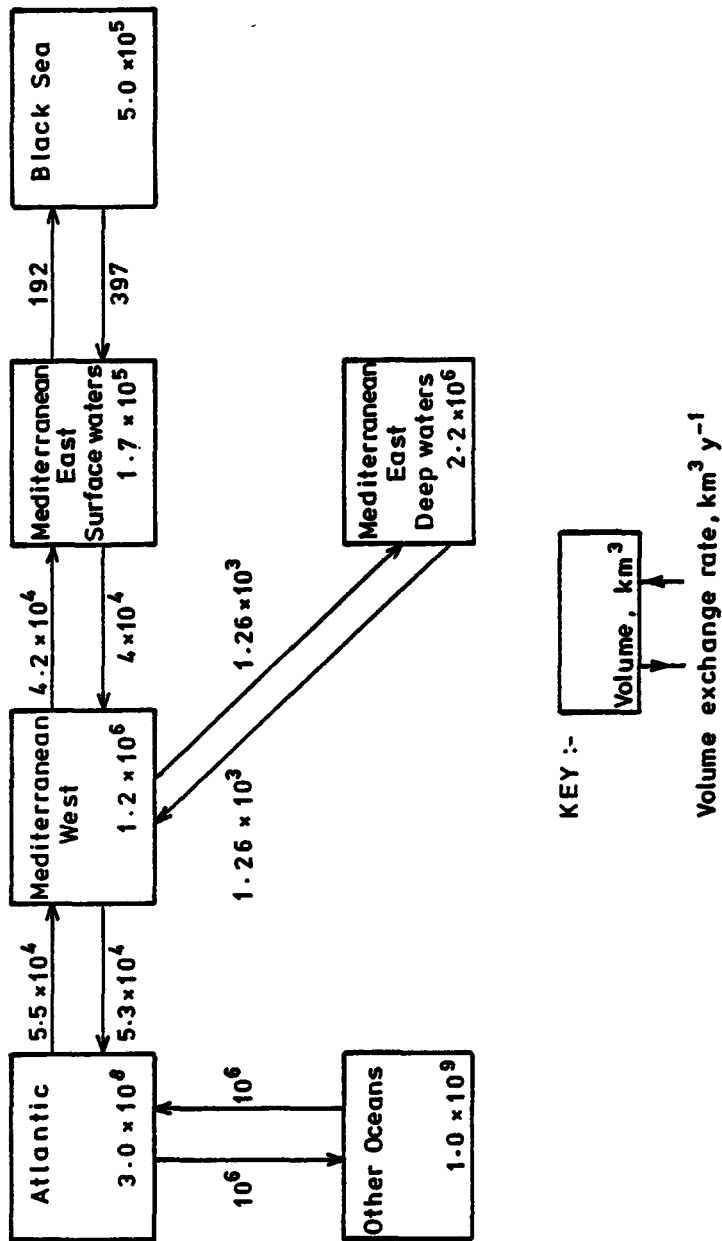 Atlantic
3·0 × 10⁸
5·5 × 10⁴
5·3×10⁴
Mediterranean
West
1·2 × 10⁶
4·2 × 10⁴
4×10⁴
Mediterranean
East
Surface waters
1·7 × 10⁵
192
397
Black Sea
5·0 ×10⁵
10⁶
10⁶
Other Oceans
1·0 × 10⁹
1·26 × 10³
1·26 ×10³
Mediterranean
East
Deep waters
2·2 ×10⁶
KEY :-
Volume, km³
Volume exchange rate, km³ y⁻¹